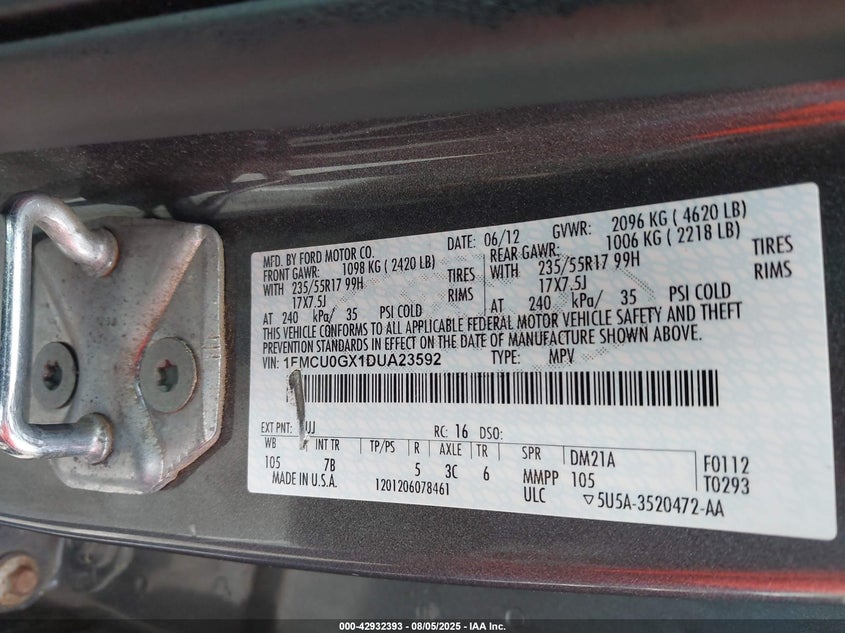 MFD. BY FORD MOTOR CO. DATE: 06/12 GVWR: 2096 KG ( 4620 LB)
FRONT GAWR: 1098 KG ( 2420 LB) REAR GAWR: 1006 KG ( 2218 LB)
WITH 235/55R17 99H TIRES WITH 235/55R17 99H TIRES
17X7.5J RIMS 17X7.5J RIMS
AT 240 kPa/ 35 PSI COLD AT 240 kPa/ 35 PSI COLD
THIS VEHICLE CONFORMS TO ALL APPLICABLE FEDERAL MOTOR VEHICLE SAFETY AND THEFT
PREVENTION STANDARDS IN EFFECT ON THE DATE OF MANUFACTURE SHOWN ABOVE.
VIN: 1FMCU0GX1DUA23592 TYPE: MPV
EXT PNT: UJ RC: 16 DSO:
WB INT TR TP/PS R AXLE TR SPR DM21A F0112
105 7B 5 3C 6 MMPP 105 T0293
MADE IN U.S.A. 1201206078461 ULC ▽5U5A-3520472-AA
000-42932393 - 08/05/2025 - IAA Inc.